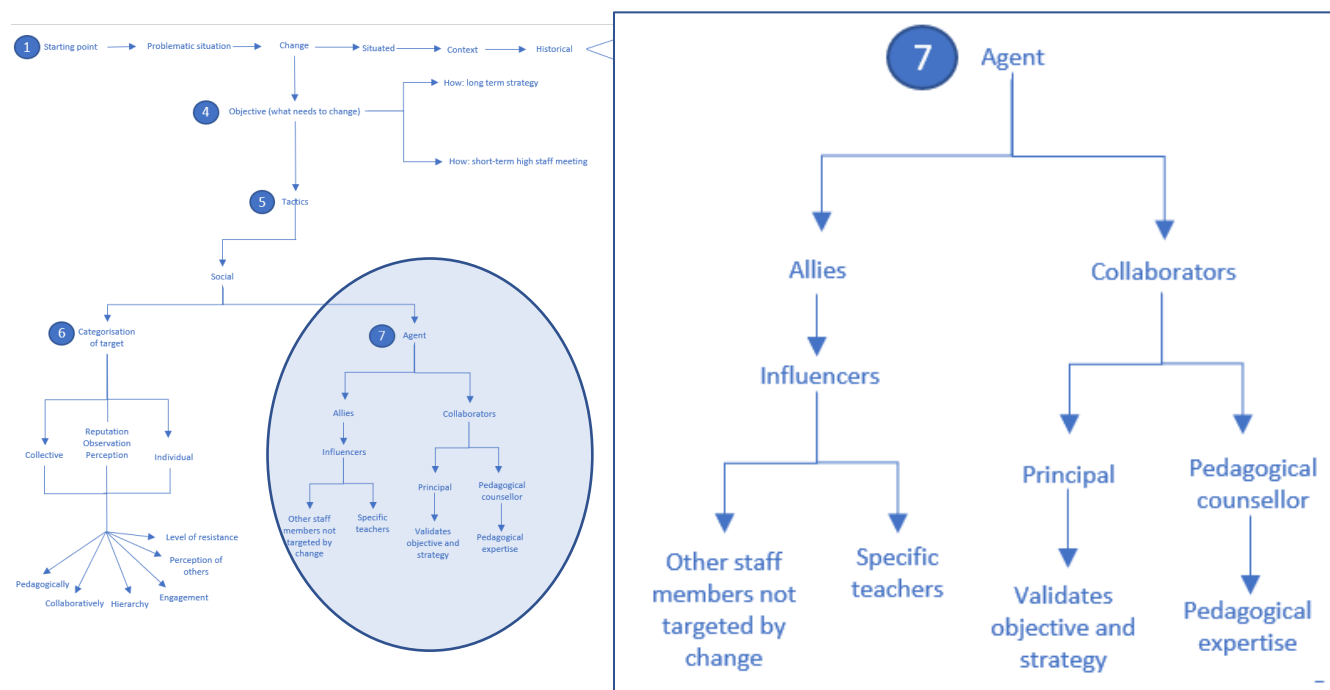 1 Starting point Problematic situation Change Situated Context Historical
How: long term strategy
4 Objective (what needs to change)
How: short-term high staff meeting
5 Tactics
Social
6 Categorisation
of target
7 Agent
Allies
Collaborators
Influencers
Collective
Reputation
Observation
Perception
Individual
Principal
Pedagogical
counsellor
Other staff
members not
targeted by
change
Specific
teachers
Validates
objective and
strategy
Pedagogical
expertise
Level of resistance
Perception of
others
Engagement
Hierarchy
Collaboratively
Pedagogically
7 Agent
Allies
Collaborators
Influencers
Principal
Pedagogical
counsellor
Other staff
members not
targeted by
change
Specific
teachers
Validates
objective and
strategy
Pedagogical
expertise